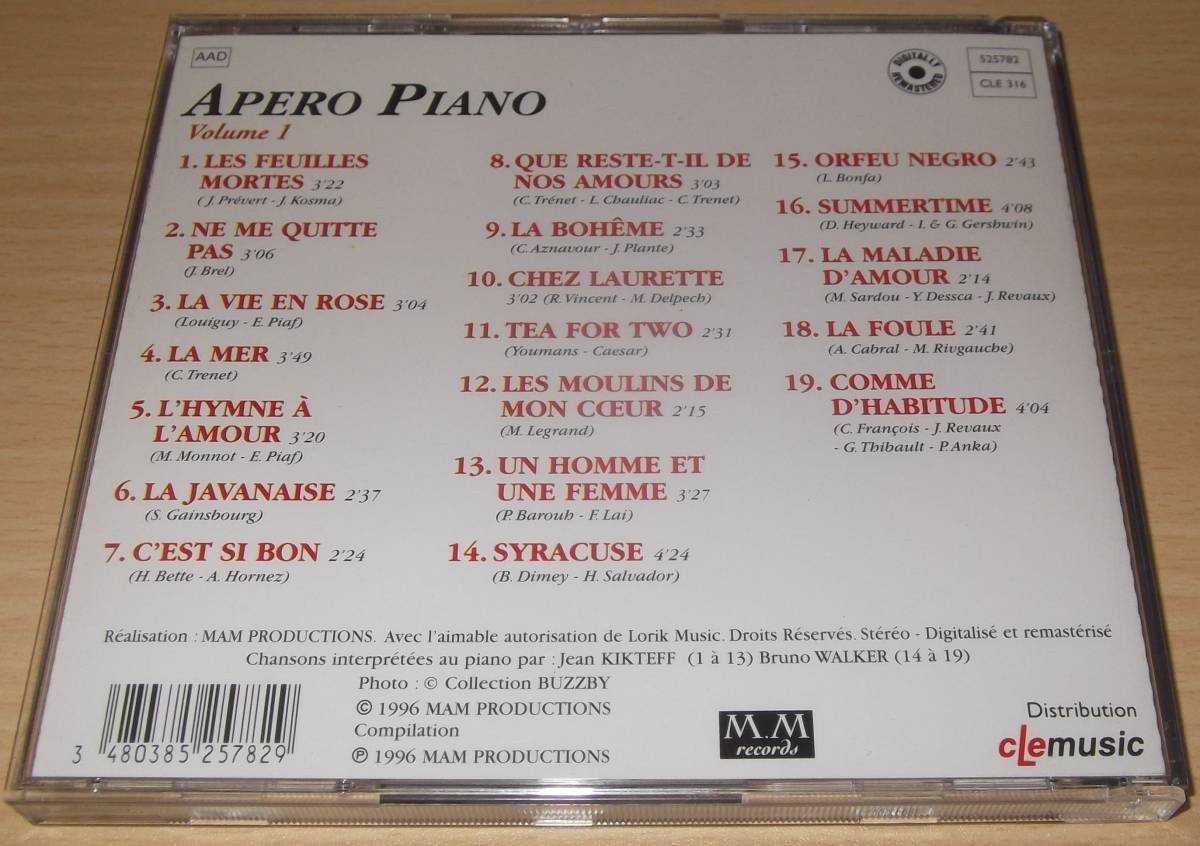 AAD
DIGITALLY REMASTERED
525782
CLE 316
APERO PIANO
Volume 1
1. LES FEUILLES
MORTES 3'22
(J. Prévert - J. Kosma)
2. NE ME QUITTE
PAS 3'06
(J. Brel)
3. LA VIE EN ROSE 3'04
(Louiguy - E. Piaf)
4. LA MER 3'49
(C. Trenet)
5. L'HYMNE À
L'AMOUR 3'20
(M. Monnot - E. Piaf)
6. LA JAVANAISE 2'37
(S. Gainsbourg)
7. C'EST SI BON 2'24
(H. Bette - A. Hornez)
8. QUE RESTE-T-IL DE
NOS AMOURS 3'03
(C. Trénet - L. Chauliac - C. Trenet)
9. LA BOHÊME 2'33
(C. Aznavour - J. Plante)
10. CHEZ LAURETTE
3'02 (R. Vincent - M. Delpech)
11. TEA FOR TWO 2'31
(Youmans - Caesar)
12. LES MOULINS DE
MON CŒUR 2'15
(M. Legrand)
13. UN HOMME ET
UNE FEMME 3'27
(P. Barouh - F. Lai)
14. SYRACUSE 4'24
(B. Dimey - H. Salvador)
15. ORFEU NEGRO 2'43
(L. Bonfa)
16. SUMMERTIME 4'08
(D. Heyward - I. & G. Gershwin)
17. LA MALADIE
D'AMOUR 2'14
(M. Sardou - Y. Dessca - J. Revaux)
18. LA FOULE 2'41
(A. Cabral - M. Rivgauche)
19. COMME
D'HABITUDE 4'04
(C. François - J. Revaux
- G. Thibault - P. Anka)
Réalisation : MAM PRODUCTIONS. Avec l'aimable autorisation de Lorik Music. Droits Réservés. Stéréo - Digitalisé et remastérisé
Chansons interprétées au piano par : Jean KIKTEFF (1 à 13) Bruno WALKER (14 à 19)
Photo : © Collection BUZZBY
© 1996 MAM PRODUCTIONS
Compilation
℗ 1996 MAM PRODUCTIONS
3 480385 257829
M.M
records
Distribution
clemusic